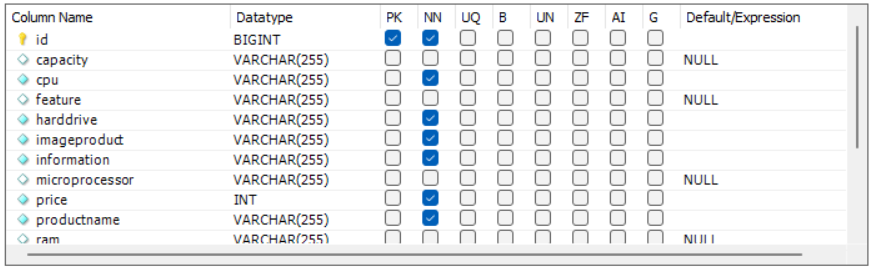 Column Name Datatype PK NN UQ B UN ZF AI G Default/Expression
id BIGINT
capacity VARCHAR(255) NULL
cpu VARCHAR(255)
feature VARCHAR(255) NULL
harddrive VARCHAR(255)
imageproduct VARCHAR(255)
information VARCHAR(255)
microprocessor VARCHAR(255) NULL
price INT
productname VARCHAR(255)
ram VARCHAR(255) NULL